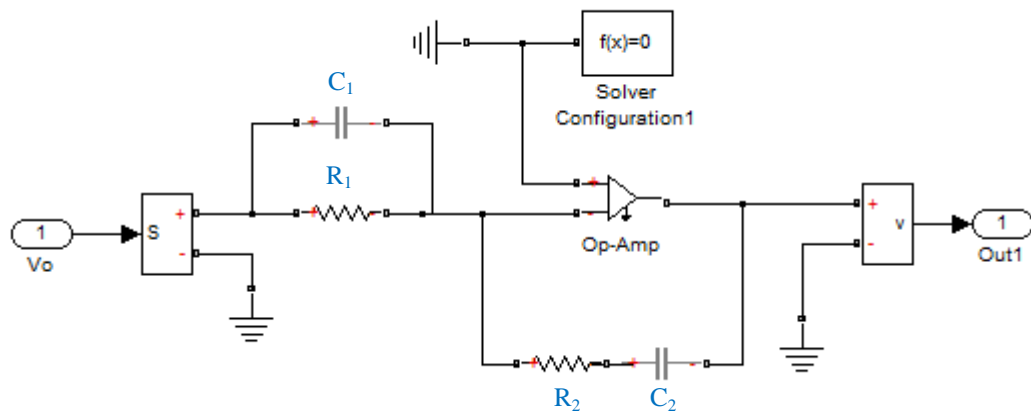 f(x)=0
Solver
Configuration1
C1
R1
+ -
+ -
+
-
Op-Amp
1
Vo
S
+
-
+
-
v
1
Out1
+ - + -
R2 C2